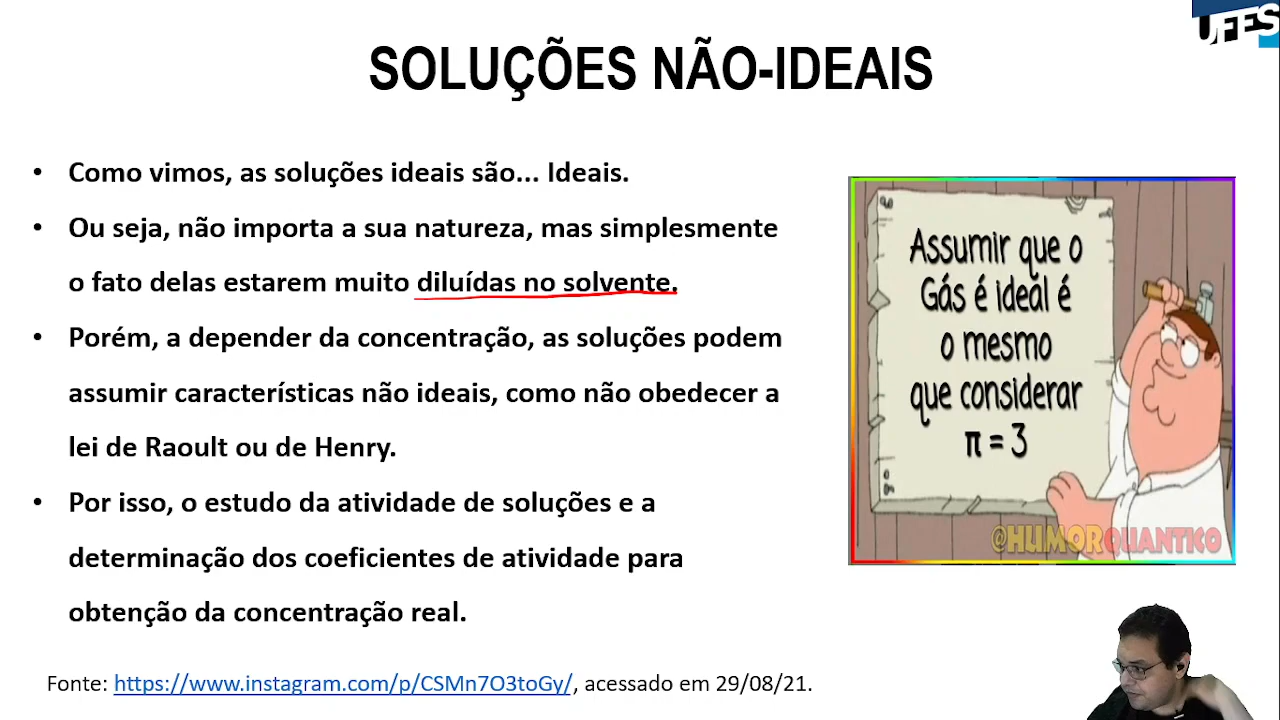 UFES
SOLUÇÕES NÃO-IDEAIS
• Como vimos, as soluções ideais são... Ideais.
• Ou seja, não importa a sua natureza, mas simplesmente
o fato delas estarem muito diluídas no solvente.
• Porém, a depender da concentração, as soluções podem
assumir características não ideais, como não obedecer a
lei de Raoult ou de Henry.
• Por isso, o estudo da atividade de soluções e a
determinação dos coeficientes de atividade para
obtenção da concentração real.
Assumir que o
Gás é ideal é
o mesmo
que considerar
π = 3
@HUMORQUANTICO
Fonte: https://www.instagram.com/p/CSMn7O3toGy/, acessado em 29/08/21.